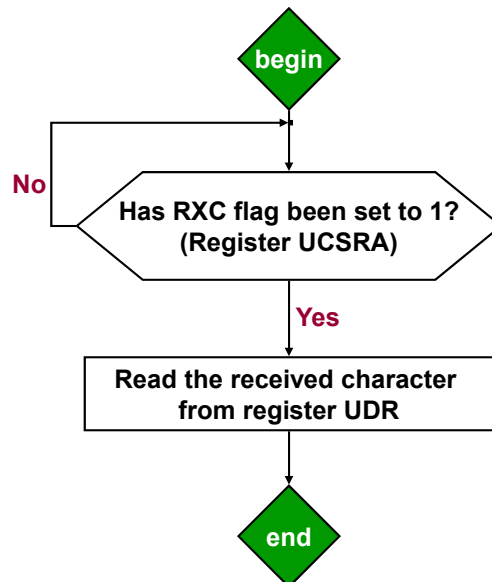 begin
No
Has RXC flag been set to 1?
(Register UCSRA)
Yes
Read the received character
from register UDR
end